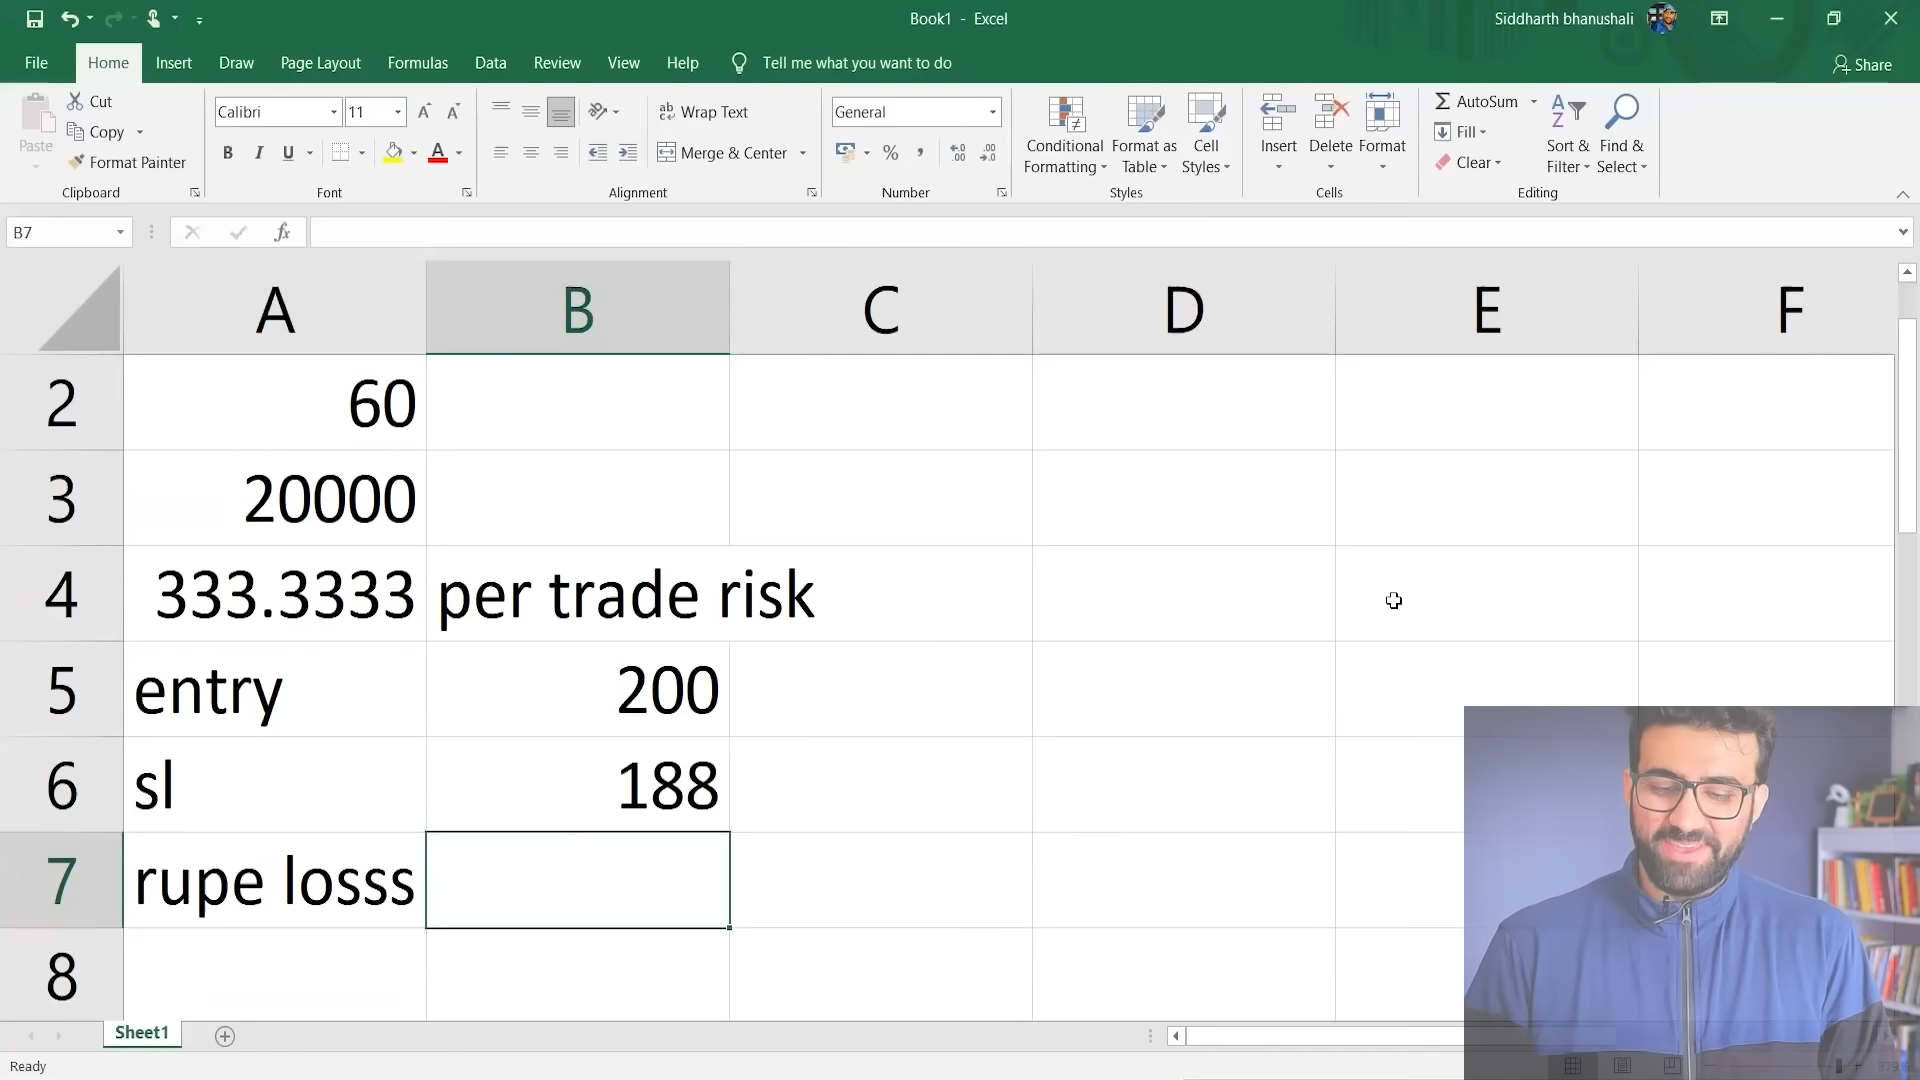 Book1 - Excel
Siddharth bhanushali
File Home Insert Draw Page Layout Formulas Data Review View Help Tell me what you want to do
Share
Paste
Cut
Copy
Format Painter
Clipboard
Calibri 11
B I U A
Font
ab Wrap Text
Merge & Center
Alignment
General
%
Number
Conditional Formatting
Format as Table
Cell Styles
Styles
Insert Delete Format
Cells
AutoSum
Fill
Clear
Sort & Filter
Find & Select
Editing
B7 fx
A B C D E F
2 60
3 20000
4 333.3333 per trade risk
5 entry 200
6 sl 188
7 rupe losss
8
Sheet1
Ready